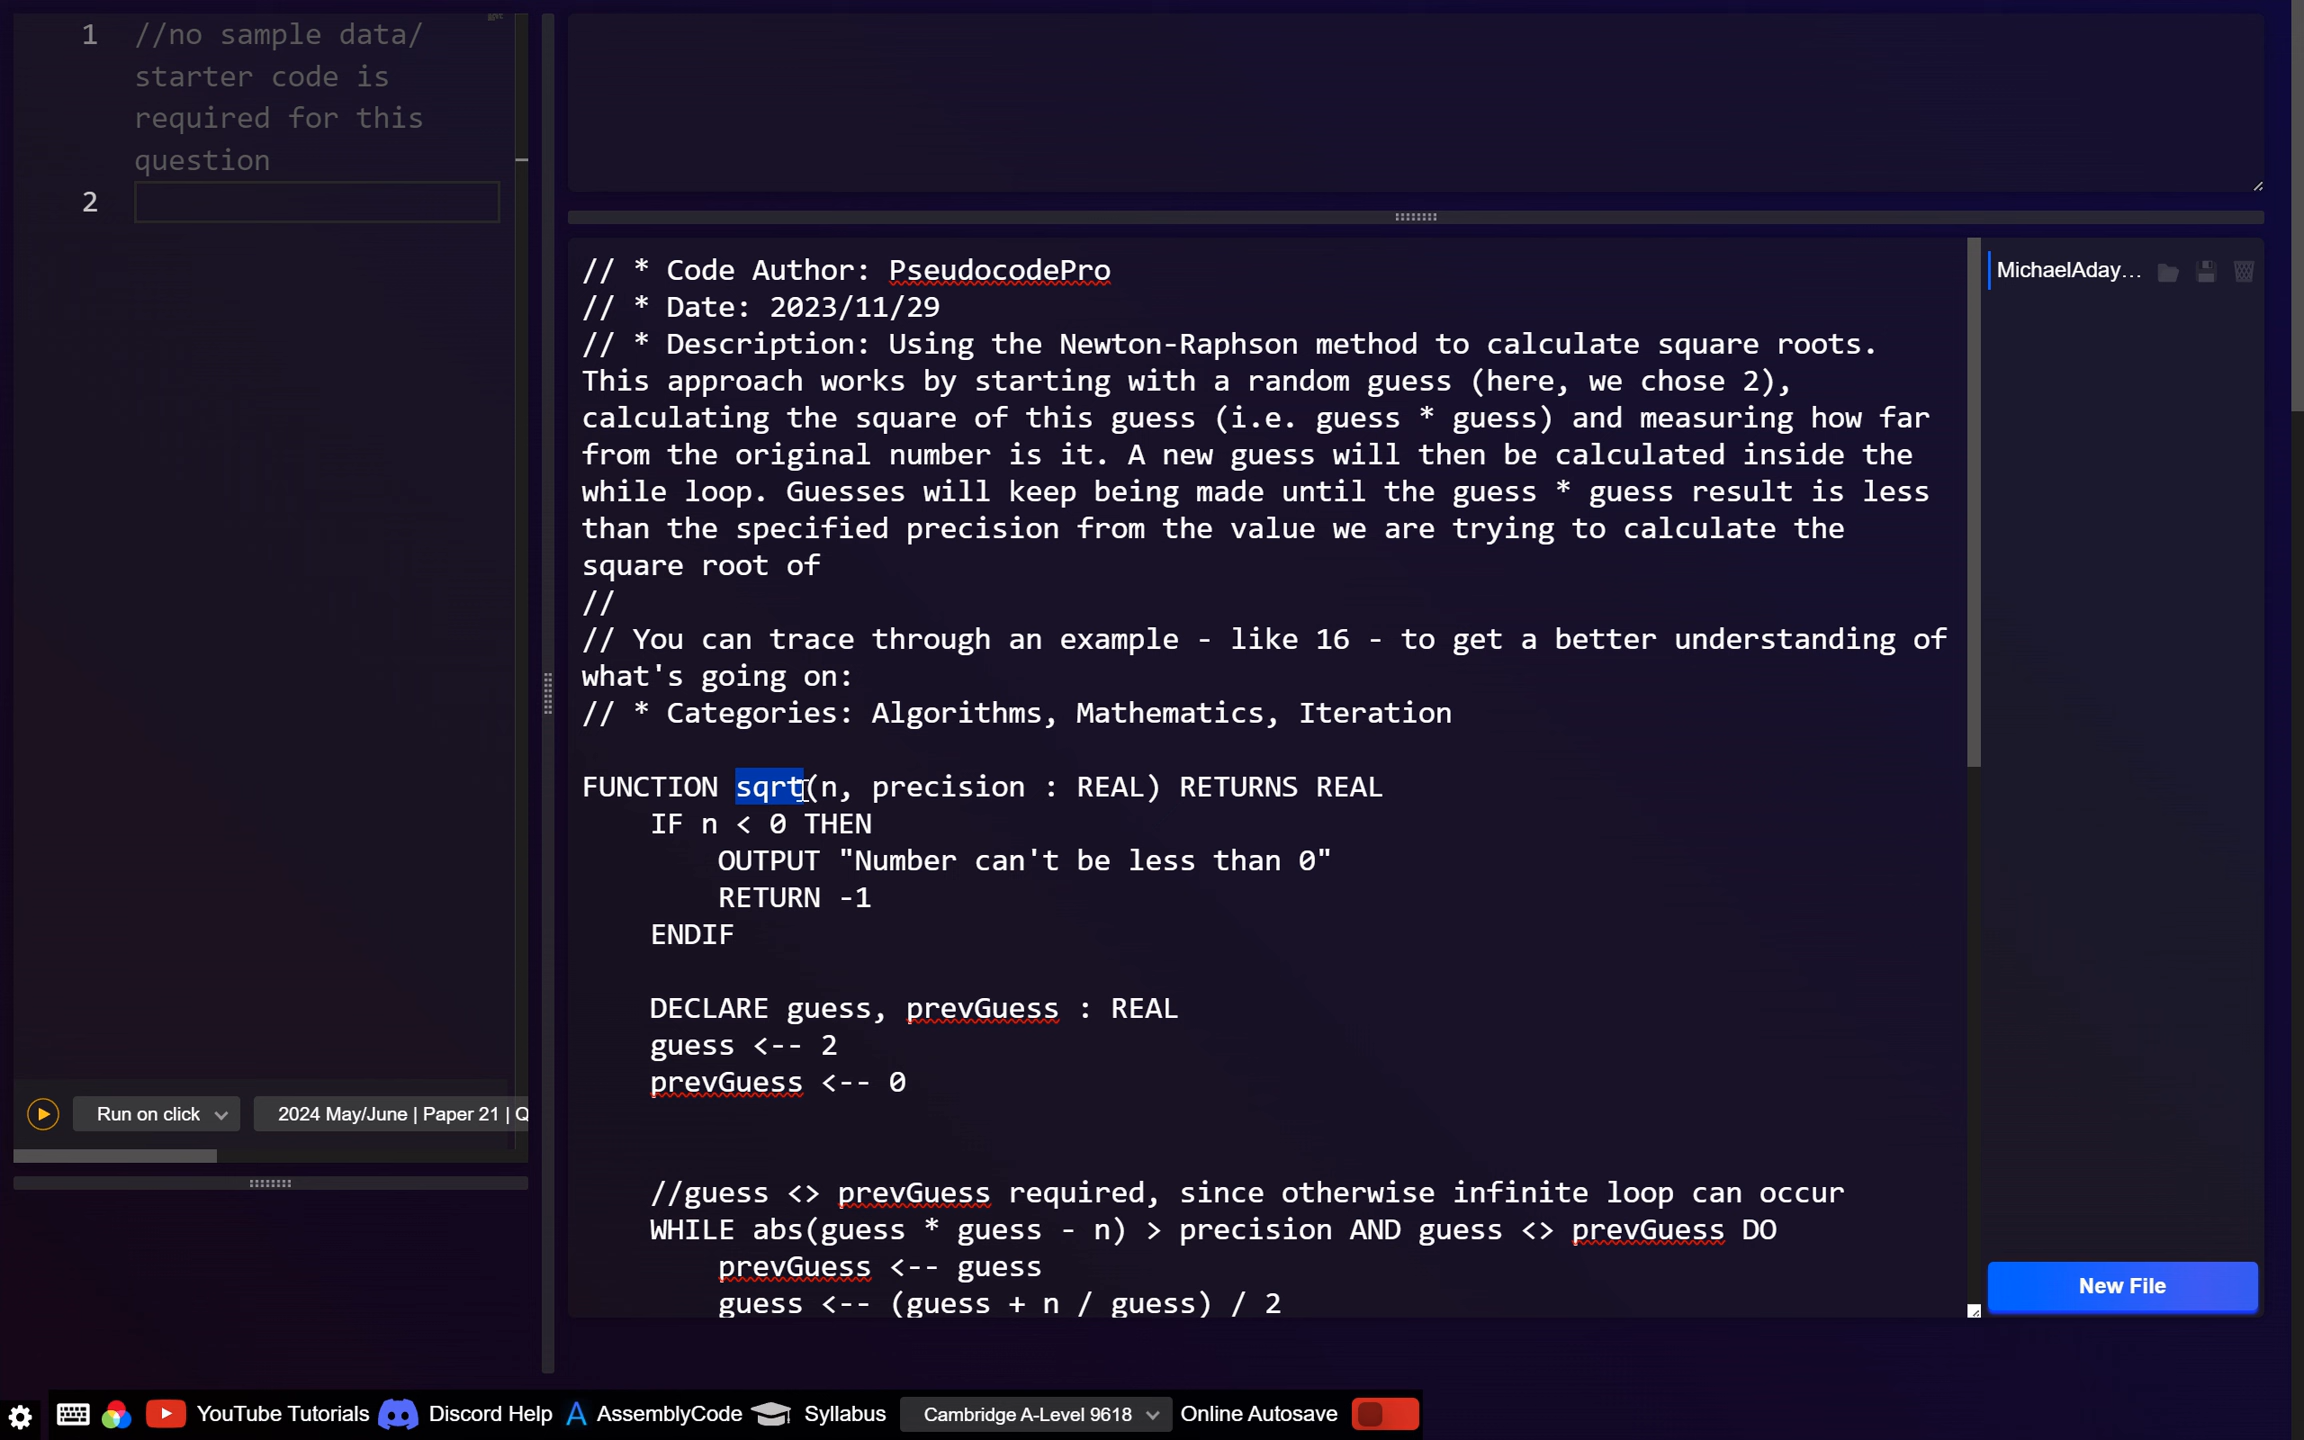 1 //no sample data/
starter code is
required for this
question
2
// * Code Author: PseudocodePro
// * Date: 2023/11/29
// * Description: Using the Newton-Raphson method to calculate square roots.
This approach works by starting with a random guess (here, we chose 2),
calculating the square of this guess (i.e. guess * guess) and measuring how far
from the original number is it. A new guess will then be calculated inside the
while loop. Guesses will keep being made until the guess * guess result is less
than the specified precision from the value we are trying to calculate the
square root of
//
// You can trace through an example - like 16 - to get a better understanding of
what's going on:
// * Categories: Algorithms, Mathematics, Iteration
FUNCTION sqrt(n, precision : REAL) RETURNS REAL
IF n < 0 THEN
OUTPUT "Number can't be less than 0"
RETURN -1
ENDIF
DECLARE guess, prevGuess : REAL
guess <-- 2
prevGuess <-- 0
//guess <> prevGuess required, since otherwise infinite loop can occur
WHILE abs(guess * guess - n) > precision AND guess <> prevGuess DO
prevGuess <-- guess
guess <-- (guess + n / guess) / 2
MichaelAday...
New File
Run on click
2024 May/June | Paper 21 | Q
YouTube Tutorials
Discord Help
AssemblyCode
Syllabus
Cambridge A-Level 9618
Online Autosave